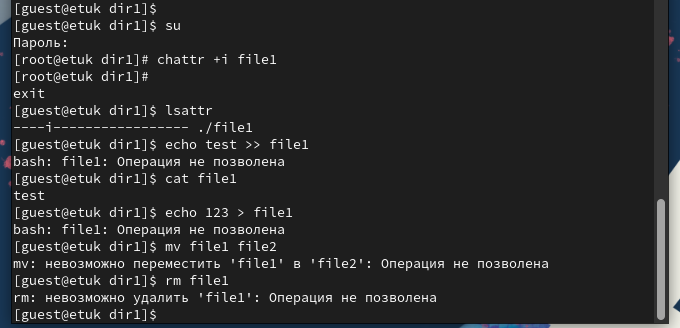 [guest@etuk dir1]$
[guest@etuk dir1]$ su
Пароль:
[root@etuk dir1]# chattr +i file1
[root@etuk dir1]#
exit
[guest@etuk dir1]$ lsattr
----i----------------- ./file1
[guest@etuk dir1]$ echo test >> file1
bash: file1: Операция не позволена
[guest@etuk dir1]$ cat file1
test
[guest@etuk dir1]$ echo 123 > file1
bash: file1: Операция не позволена
[guest@etuk dir1]$ mv file1 file2
mv: невозможно переместить 'file1' в 'file2': Операция не позволена
[guest@etuk dir1]$ rm file1
rm: невозможно удалить 'file1': Операция не позволена
[guest@etuk dir1]$